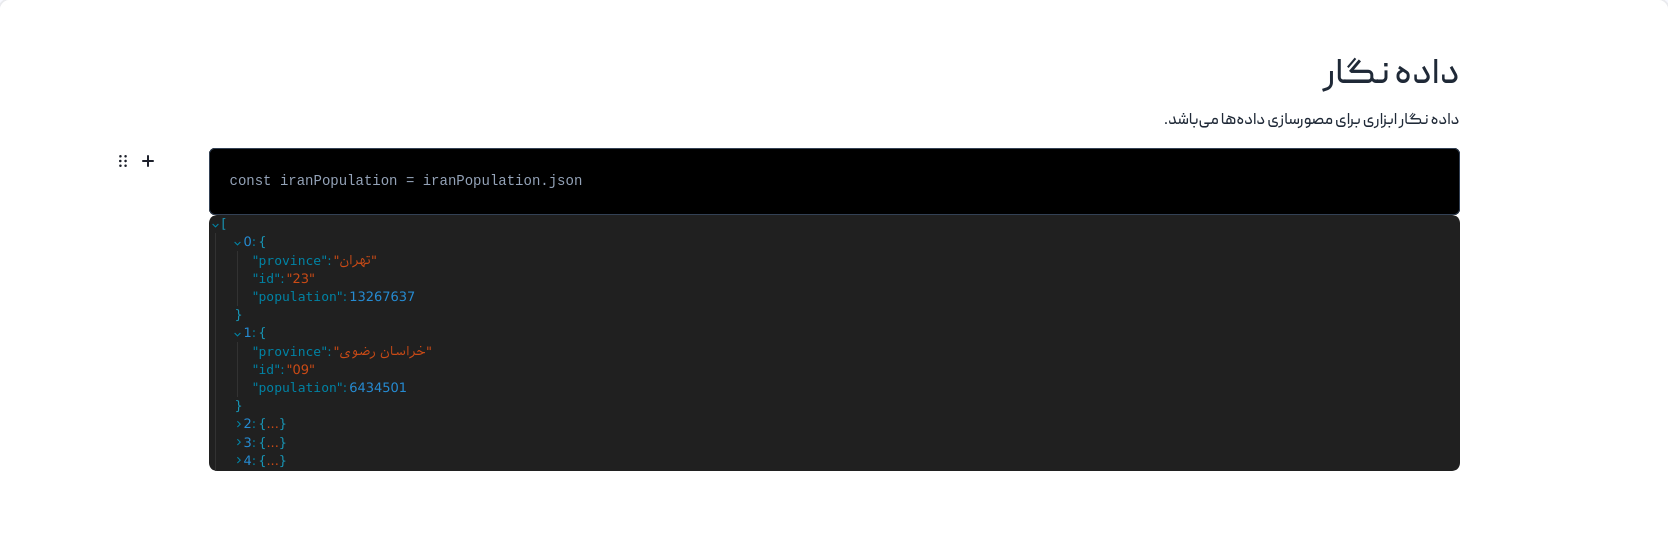 داده نگار
داده نگار ابزاری برای مصورسازی داده‌ها می‌باشد.
const iranPopulation = iranPopulation.json
[
0: {
"province":"تهران"
"id":"23"
"population":13267637
}
1: {
"province":"خراسان رضوی"
"id":"09"
"population":6434501
}
2: {...}
3: {...}
4: {...}